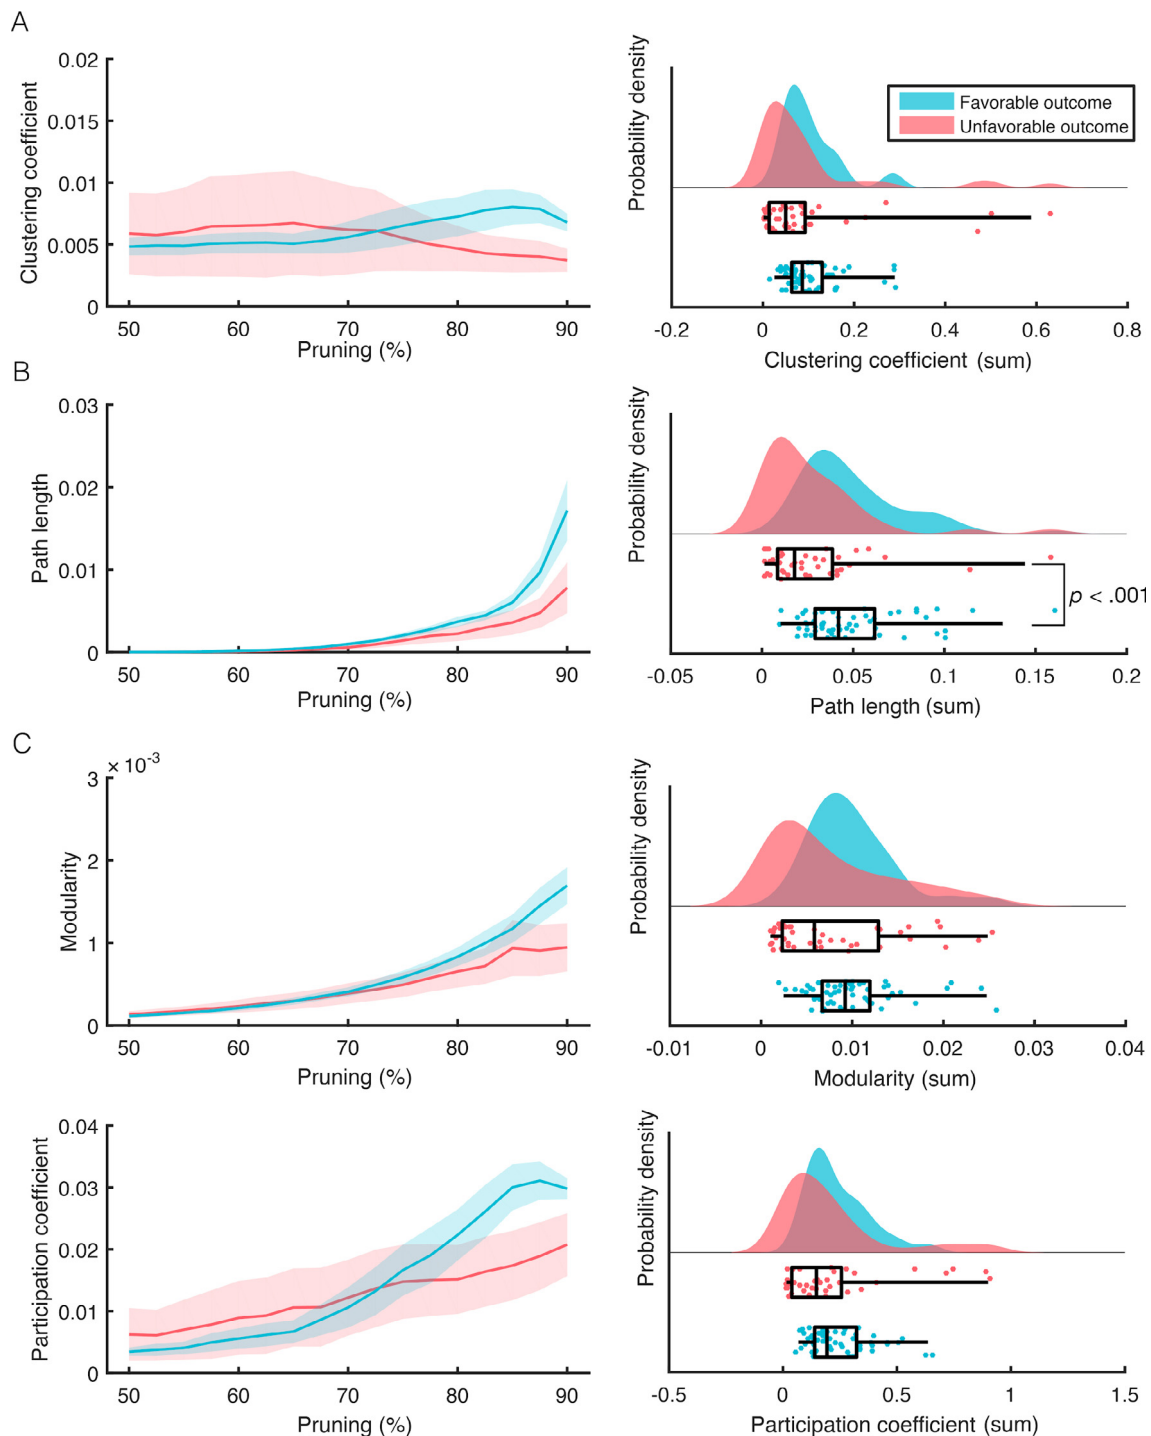 A
0.02
0.015
0.01
0.005
0
50
60
70
80
90
Clustering coefficient
Pruning (%)
Probability density
Favorable outcome
Unfavorable outcome
-0.2
0
0.2
0.4
0.6
0.8
Clustering coefficient (sum)
B
0.03
0.02
0.01
0
50
60
70
80
90
Path length
Pruning (%)
Probability density
p < .001
-0.05
0
0.05
0.1
0.15
0.2
Path length (sum)
C
× 10-3
3
2
1
0
50
60
70
80
90
Modularity
Pruning (%)
Probability density
-0.01
0
0.01
0.02
0.03
0.04
Modularity (sum)
0.04
0.03
0.02
0.01
0
50
60
70
80
90
Participation coefficient
Pruning (%)
Probability density
-0.5
0
0.5
1
1.5
Participation coefficient (sum)